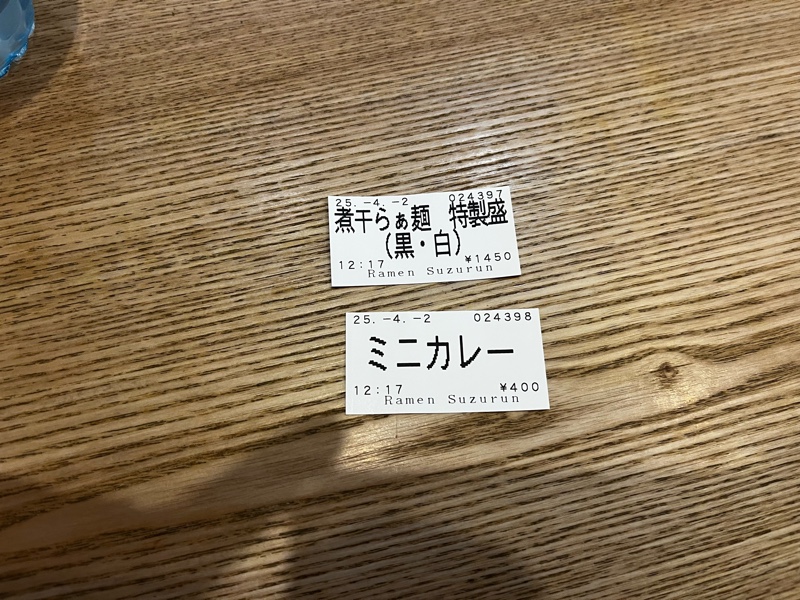 25.-4.-2 024397
煮干らぁ麺 特製盛
(黒・白)
12:17 ¥1450
Ramen Suzurun
25.-4.-2 024398
ミニカレー
12:17 ¥400
Ramen Suzurun